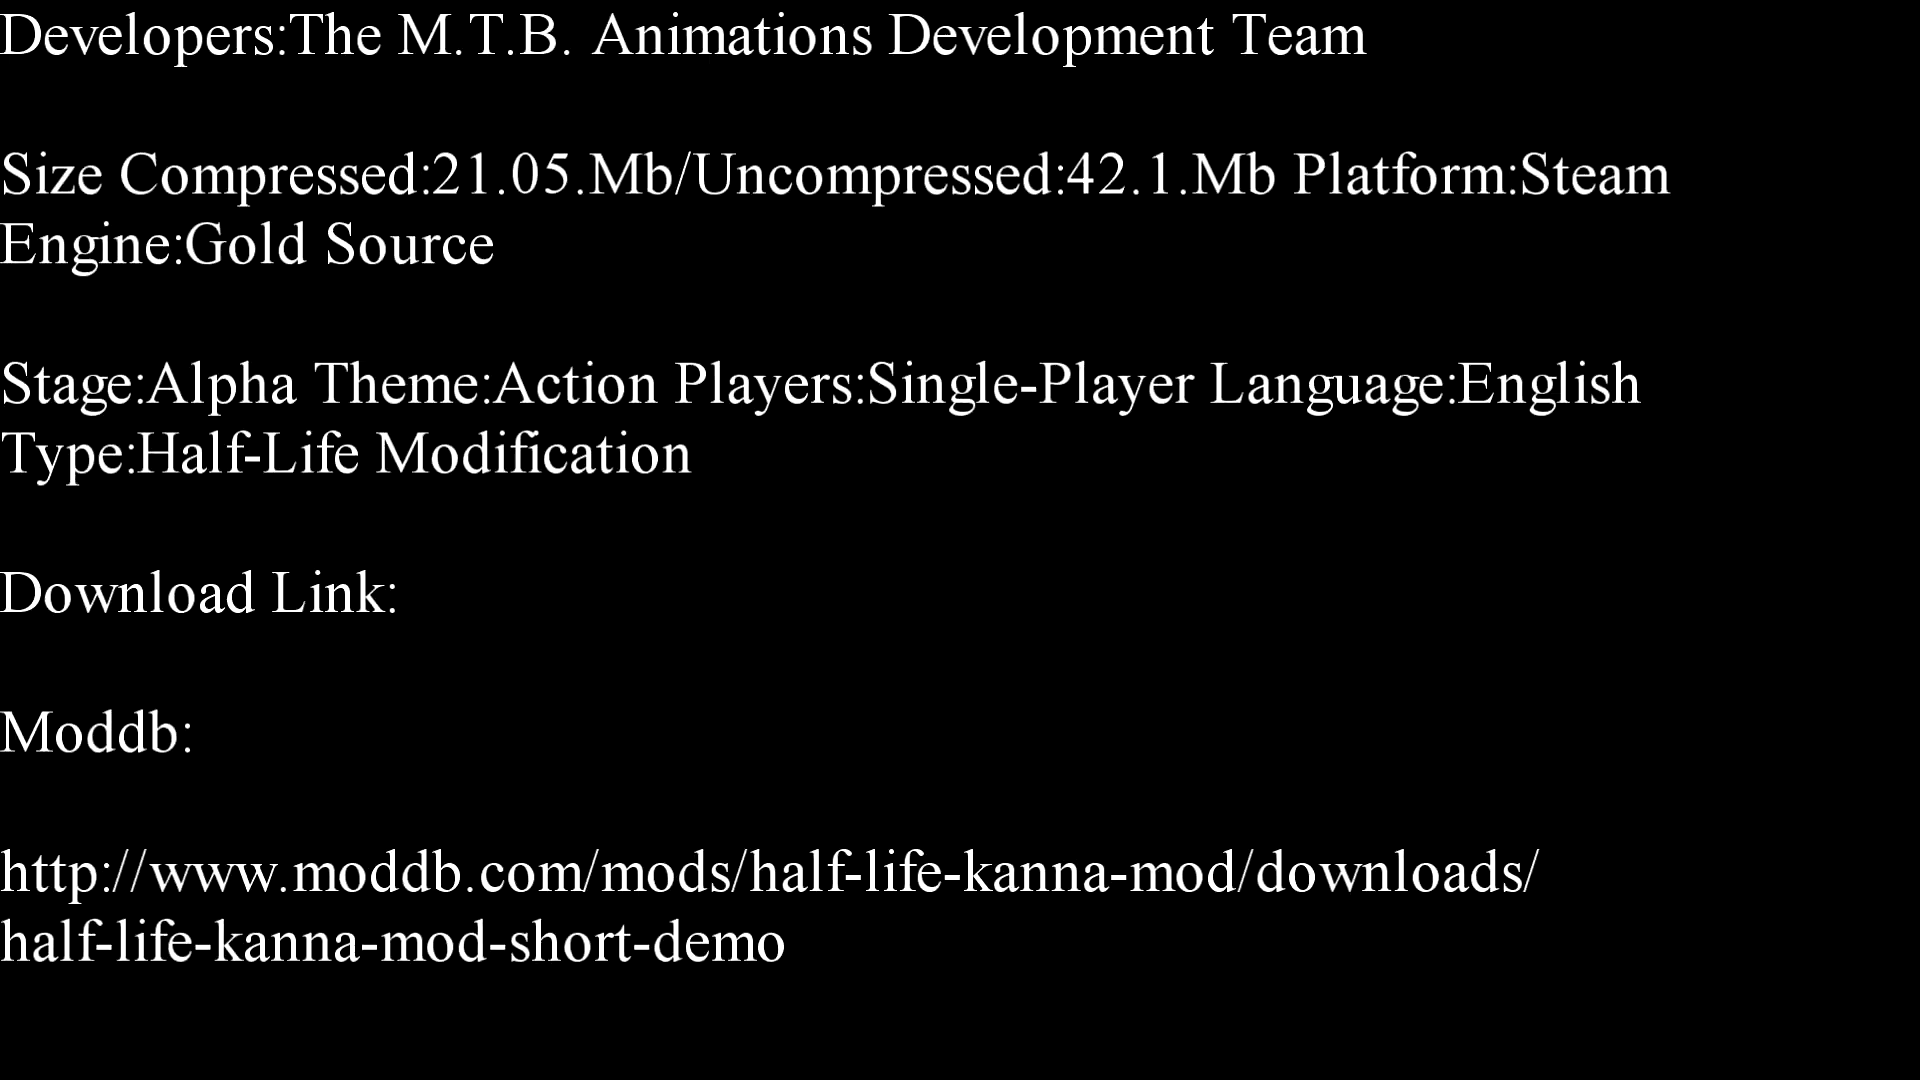 Developers:The M.T.B. Animations Development Team
Size Compressed:21.05.Mb/Uncompressed:42.1.Mb Platform:Steam
Engine:Gold Source
Stage:Alpha Theme:Action Players:Single-Player Language:English
Type:Half-Life Modification
Download Link:
Moddb:
http://www.moddb.com/mods/half-life-kanna-mod/downloads/
half-life-kanna-mod-short-demo